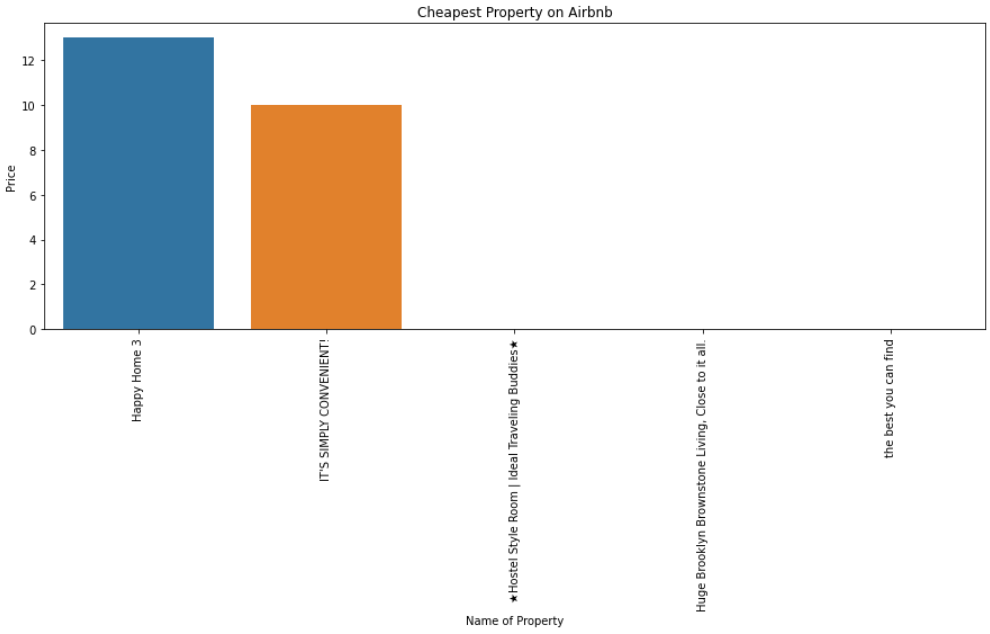 Cheapest Property on Airbnb
12
10
8
6
4
2
0
Price
Happy Home 3
IT'S SIMPLY CONVENIENT!
★Hostel Style Room | Ideal Traveling Buddies★
Huge Brooklyn Brownstone Living, Close to it all.
the best you can find
Name of Property